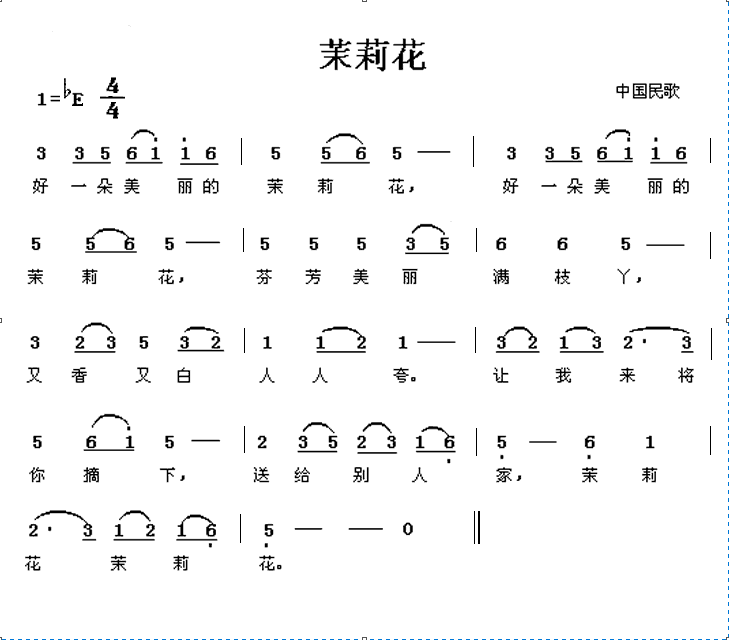 茉莉花
1=♭E 4/4
中国民歌
3 3 5 6 i̇ i̇ 6 | 5 5 6 5 — | 3 3 5 6 i̇ i̇ 6 |
好 一 朵 美 丽 的 茉 莉 花， 好 一 朵 美 丽 的
5 5 6 5 — | 5 5 5 3 5 | 6 6 5 — |
茉 莉 花， 芬 芳 美 丽 满 枝 丫，
3 2 3 5 3 2 | 1 1 2 1 — | 3 2 1 3 2· 3 |
又 香 又 白 人 人 夸。 让 我 来 将
5 6 i̇ 5 — | 2 3 5 2 3 1 6̣ | 5̣ — 6̣ 1 |
你 摘 下， 送 给 别 人 家， 茉 莉
2· 3 1 2 1 6̣ | 5̣ — — 0 ‖
花 茉 莉 花。